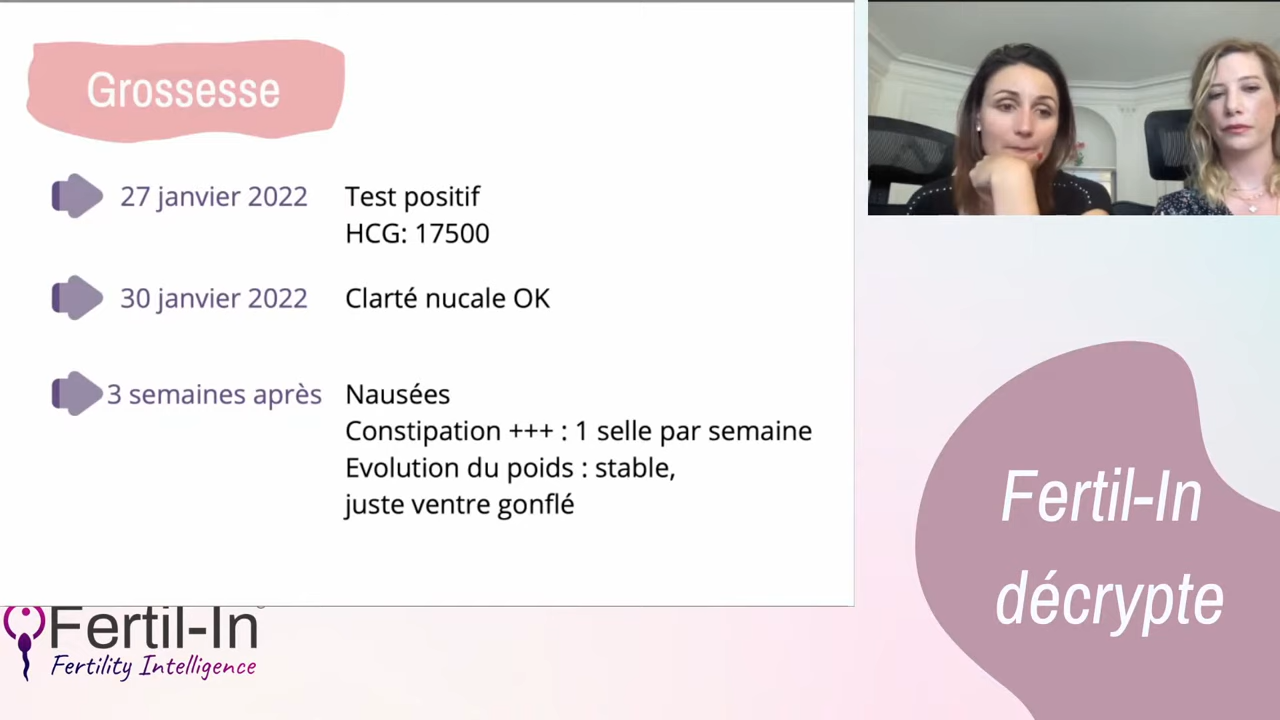 Grossesse
27 janvier 2022 Test positif
HCG: 17500
30 janvier 2022 Clarté nucale OK
3 semaines après Nausées
Constipation +++ : 1 selle par semaine
Evolution du poids : stable,
juste ventre gonflé
Fertil-In
décrypte
Fertil-In
Fertility Intelligence